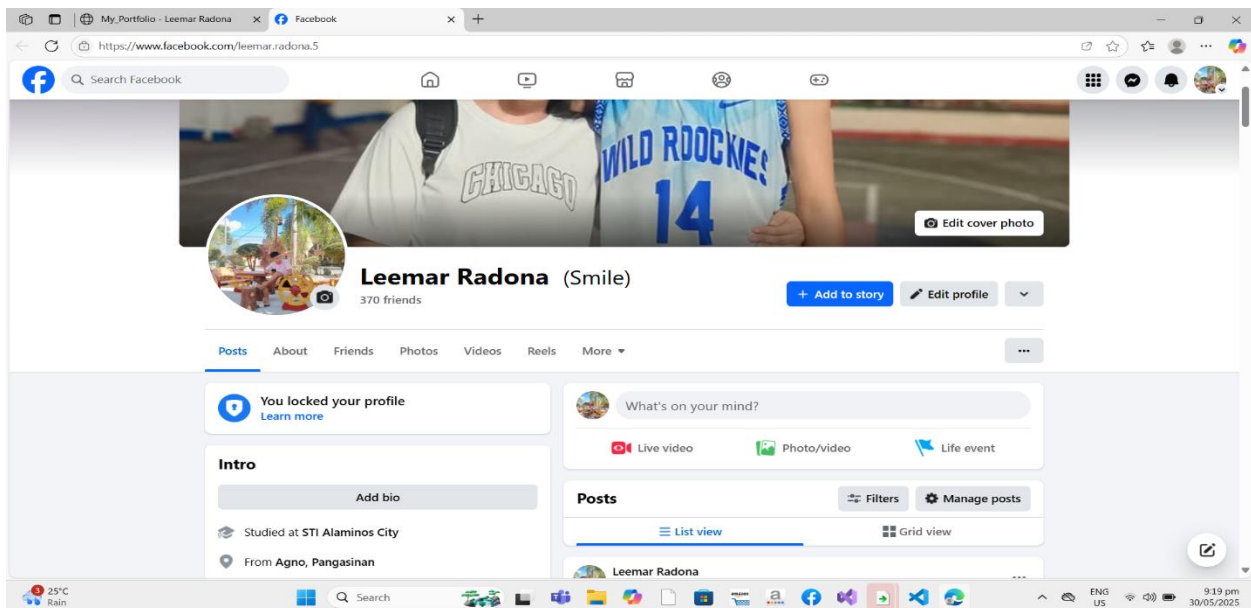 My_Portfolio - Leemar Radona
Facebook
https://www.facebook.com/leemar.radona.5
Search Facebook
CHICAGO
WILD ROOCKIES
14
Edit cover photo
Leemar Radona (Smile)
370 friends
+ Add to story
Edit profile
Posts About Friends Photos Videos Reels More
You locked your profile
Learn more
What's on your mind?
Live video Photo/video Life event
Intro
Add bio
Studied at STI Alaminos City
From Agno, Pangasinan
Posts
Filters
Manage posts
List view
Grid view
Leemar Radona
3
25°C
Rain
Search
ENG
US
9:19 pm
30/05/2025